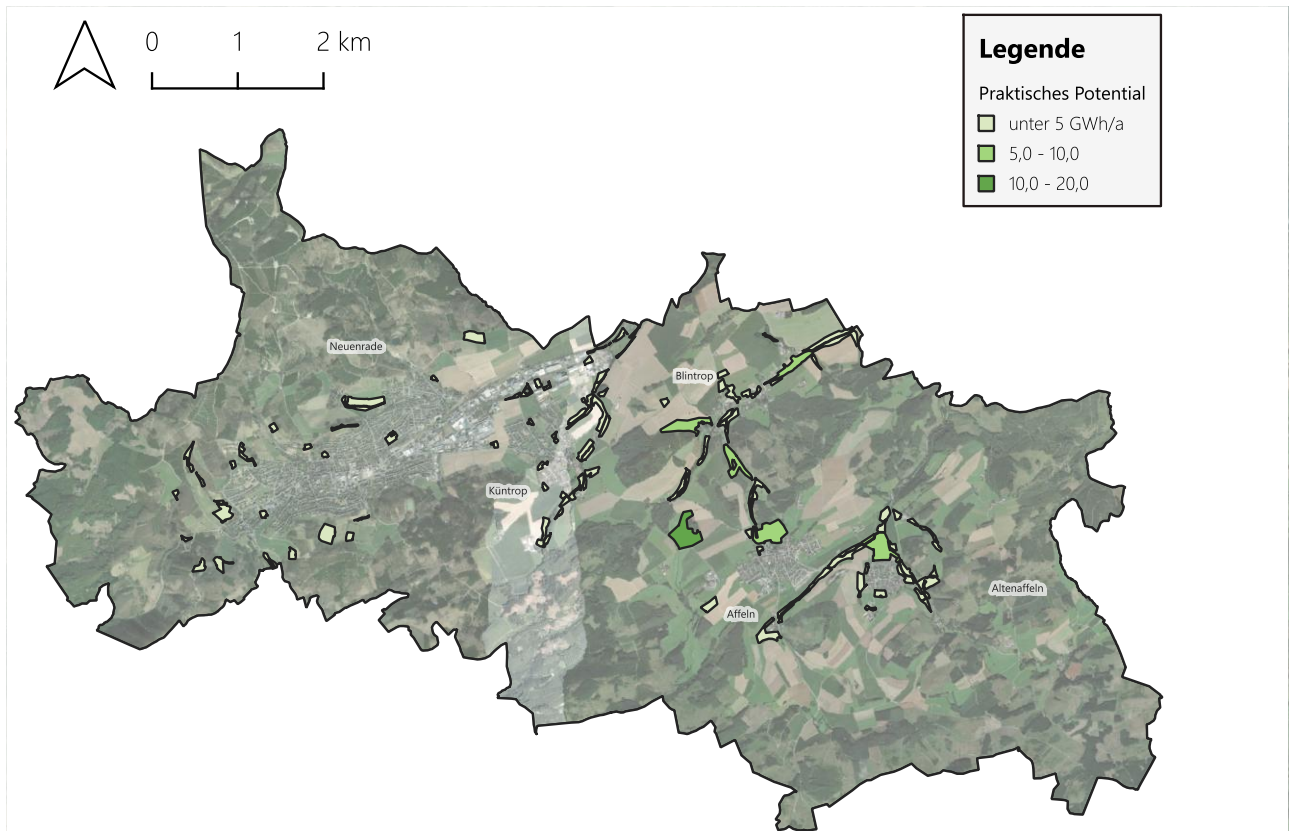 0 1 2 km
Legende
Praktisches Potential
unter 5 GWh/a
5,0 - 10,0
10,0 - 20,0
Neuenrade
Blintrop
Küntrop
Altenaffeln
Affeln